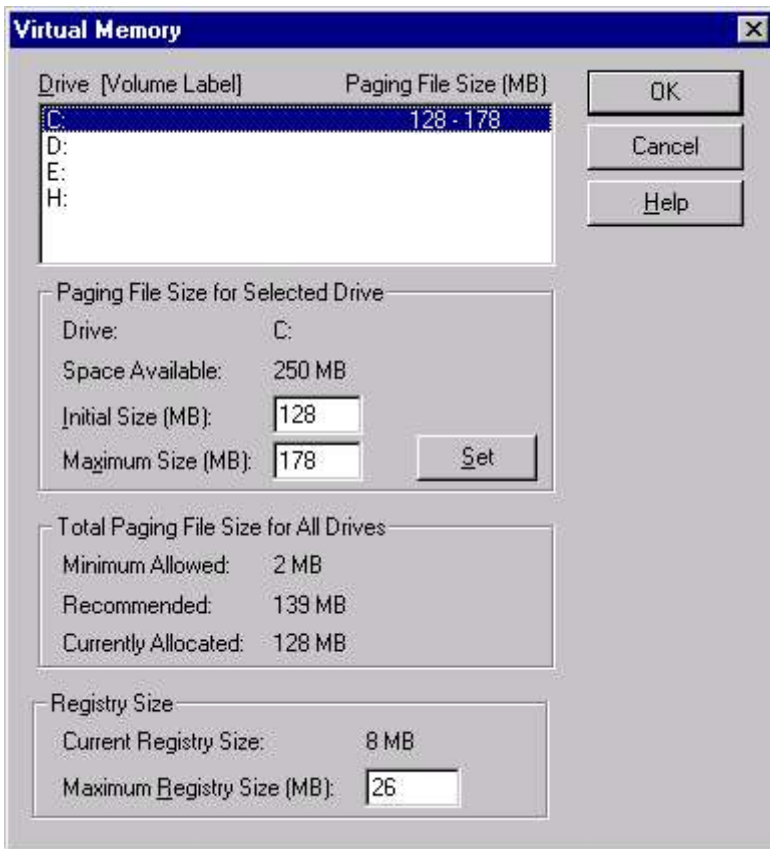 Virtual Memory
Drive [Volume Label] Paging File Size (MB)
C: 128 - 178
D:
E:
H:
OK
Cancel
Help
Paging File Size for Selected Drive
Drive: C:
Space Available: 250 MB
Initial Size (MB): 128
Maximum Size (MB): 178
Set
Total Paging File Size for All Drives
Minimum Allowed: 2 MB
Recommended: 139 MB
Currently Allocated: 128 MB
Registry Size
Current Registry Size: 8 MB
Maximum Registry Size (MB): 26